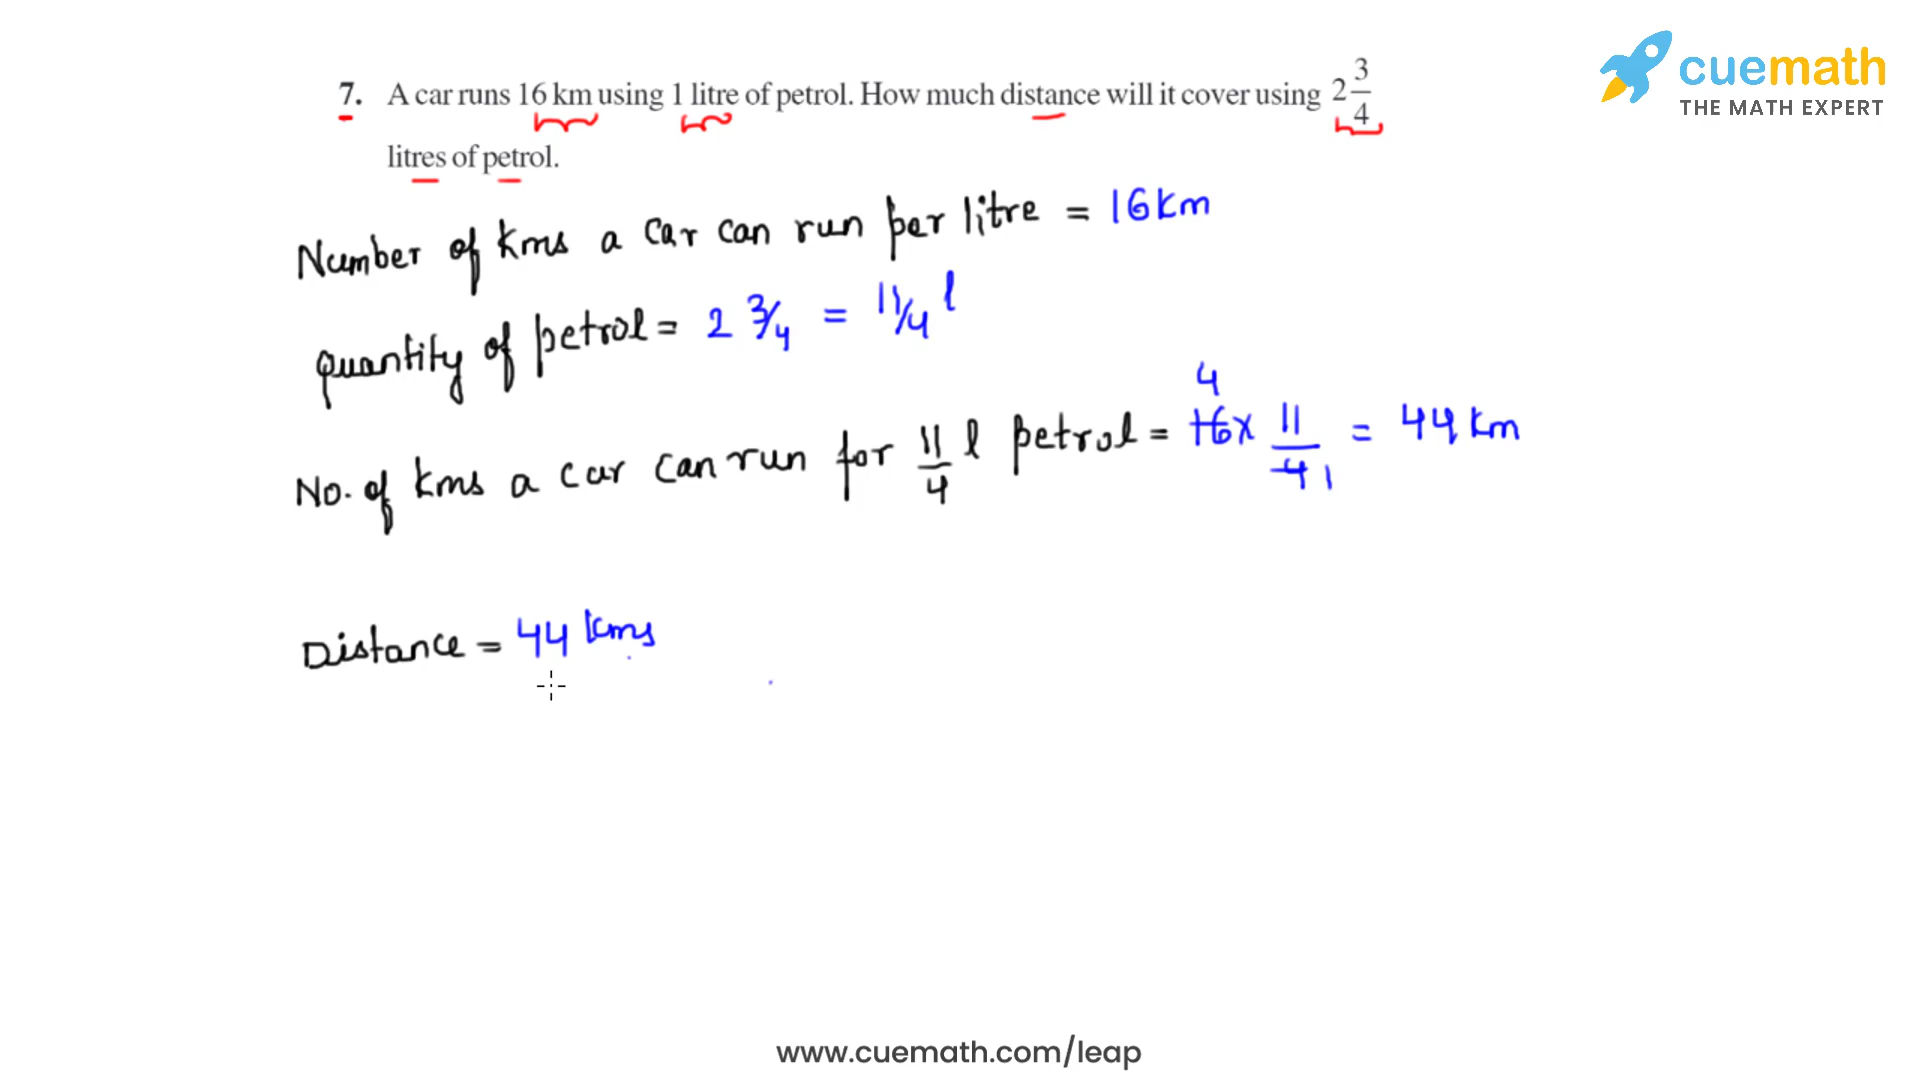 cuemath
THE MATH EXPERT
7. A car runs 16 km using 1 litre of petrol. How much distance will it cover using 2 3/4
litres of petrol.
Number of kms a car can run per litre = 16 km
quantity of petrol = 2 3/4 = 11/4 l
No. of kms a car can run for 11/4 l petrol = 16 4 × 11/4 1 = 44 km
Distance = 44 kms
www.cuemath.com/leap